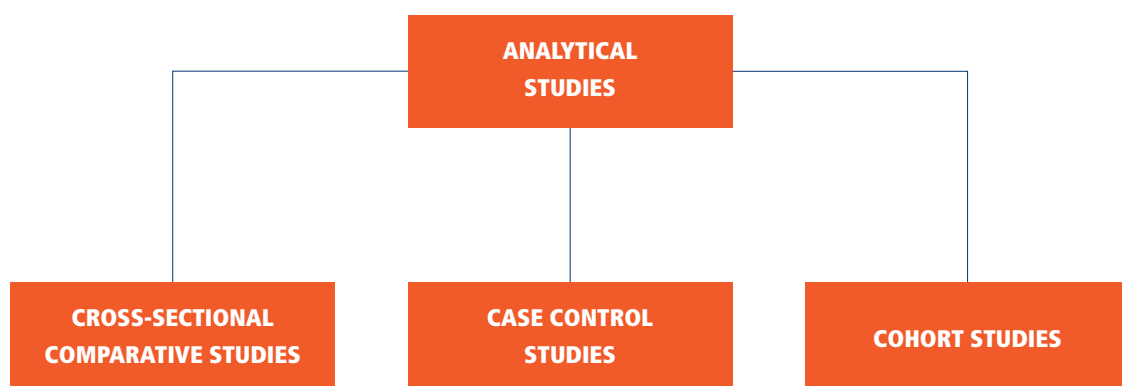 ANALYTICAL
STUDIES
CROSS-SECTIONAL
COMPARATIVE STUDIES
CASE CONTROL
STUDIES
COHORT STUDIES